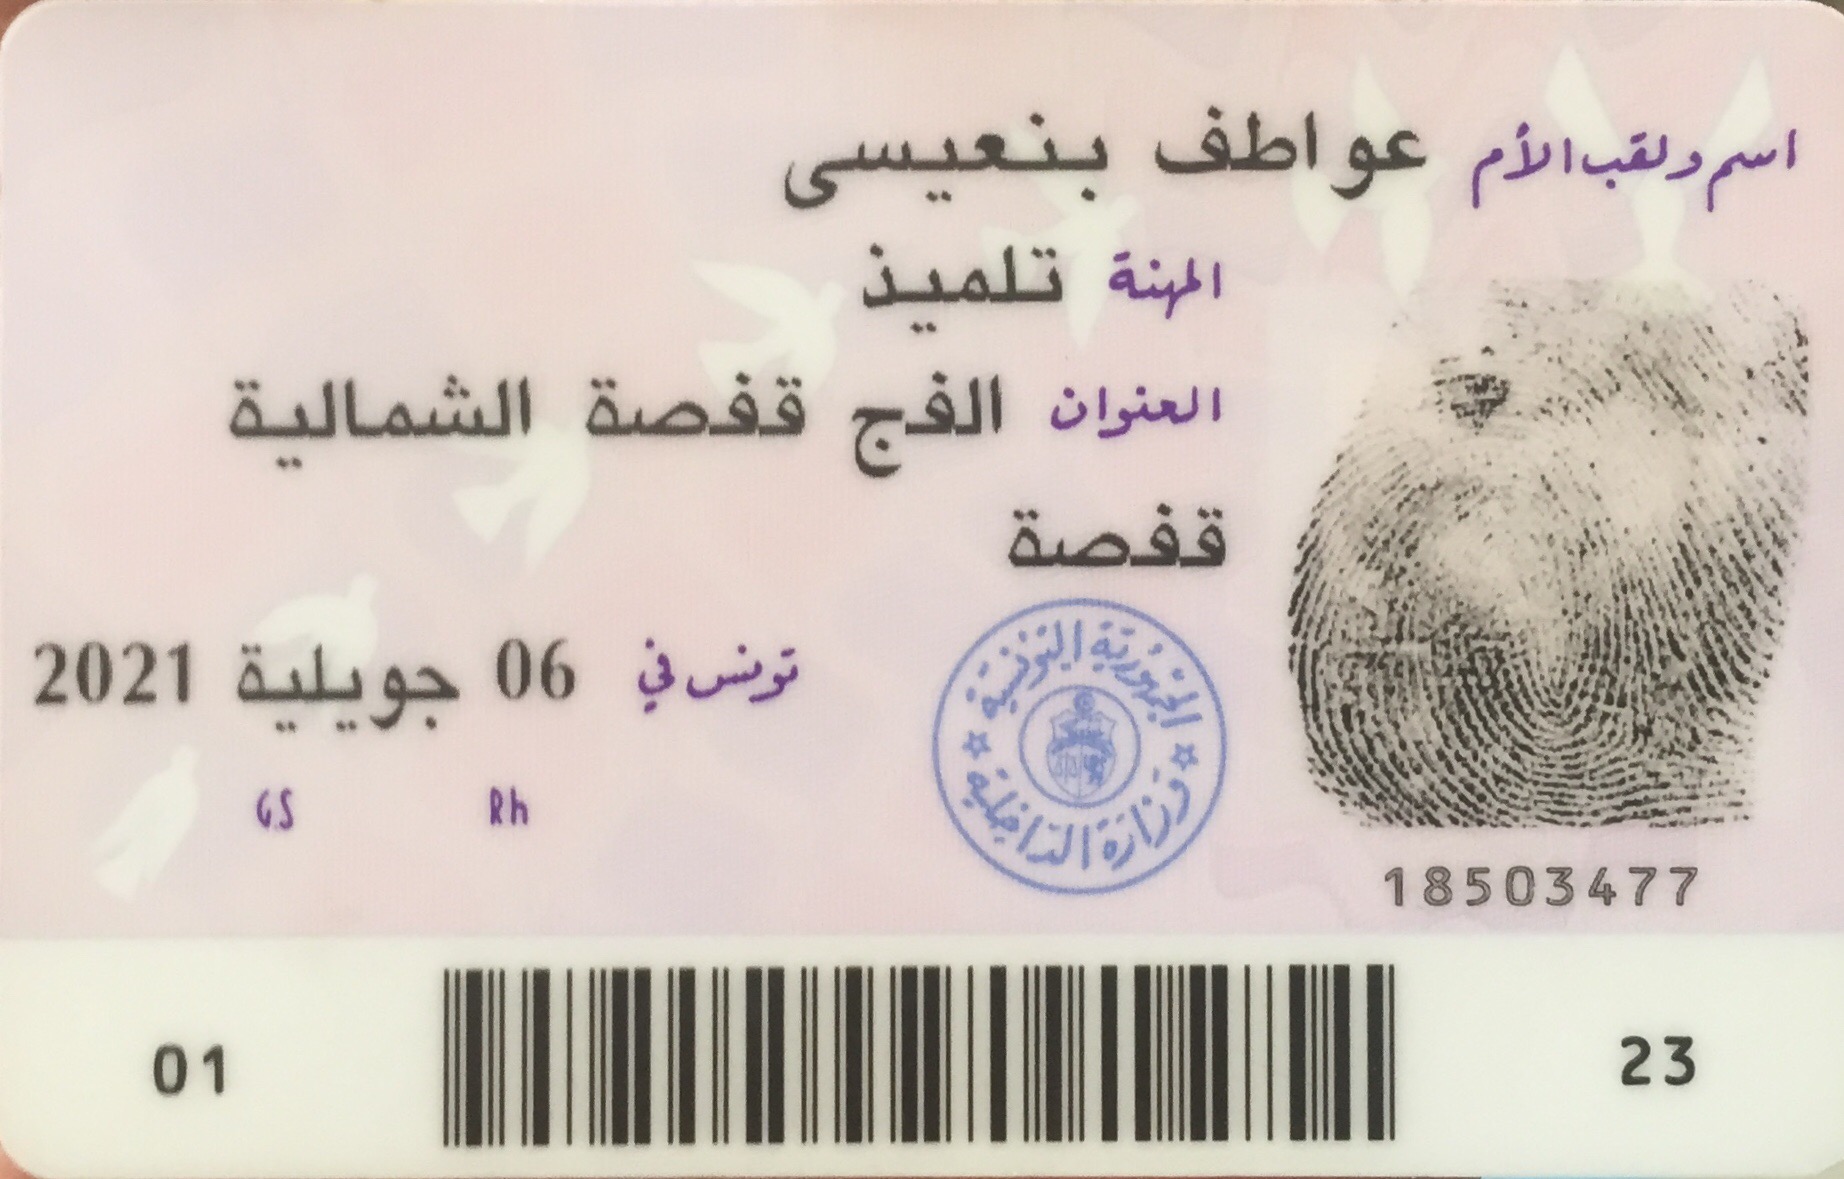 اسم ولقب الأم عواطف بنعيسى
المهنة تلميذ
العنوان الفج قفصة الشمالية
قفصة
تونس في 06 جويلية 2021
الجمهورية التونسية
وزارة الداخلية
GS Rh
18503477
01 23